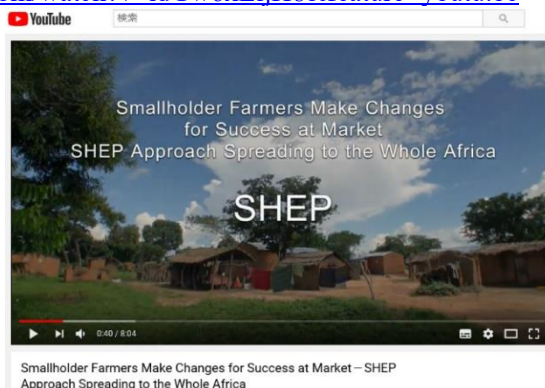 YouTube
検索
Smallholder Farmers Make Changes
for Success at Market
SHEP Approach Spreading to the Whole Africa
SHEP
0:40 / 8:04
Smallholder Farmers Make Changes for Success at Market – SHEP
Approach Spreading to the Whole Africa